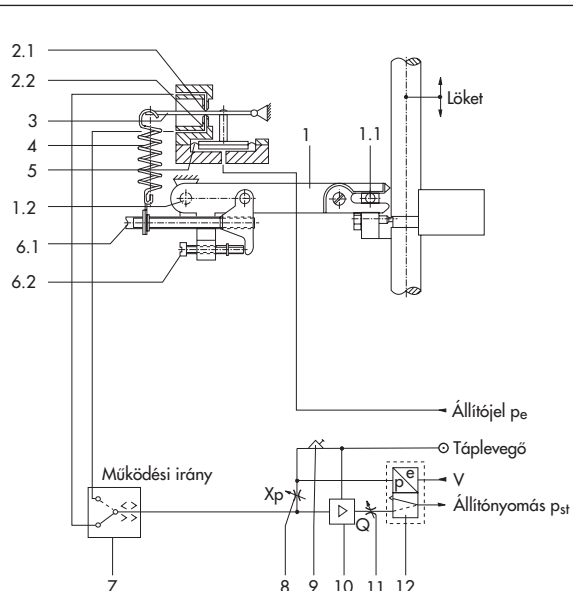 2.1
2.2
3
4
5
1.2
6.1
6.2
1
1.1
Löket
Állítójel pe
Táplevegő
Működési irány
Xp
p e
V
Állítónyomás pst
Q
< >
>>
7
8
9
10
11
12